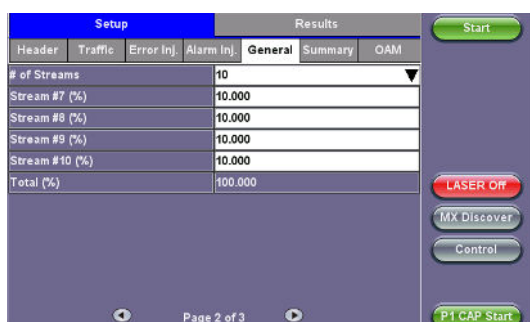 Setup Results
Header Traffic Error Inj. Alarm Inj. General Summary OAM
# of Streams 10
Stream #7 (%) 10.000
Stream #8 (%) 10.000
Stream #9 (%) 10.000
Stream #10 (%) 10.000
Total (%) 100.000
Page 2 of 3
Start
LASER Off
MX Discover
Control
P1 CAP Start